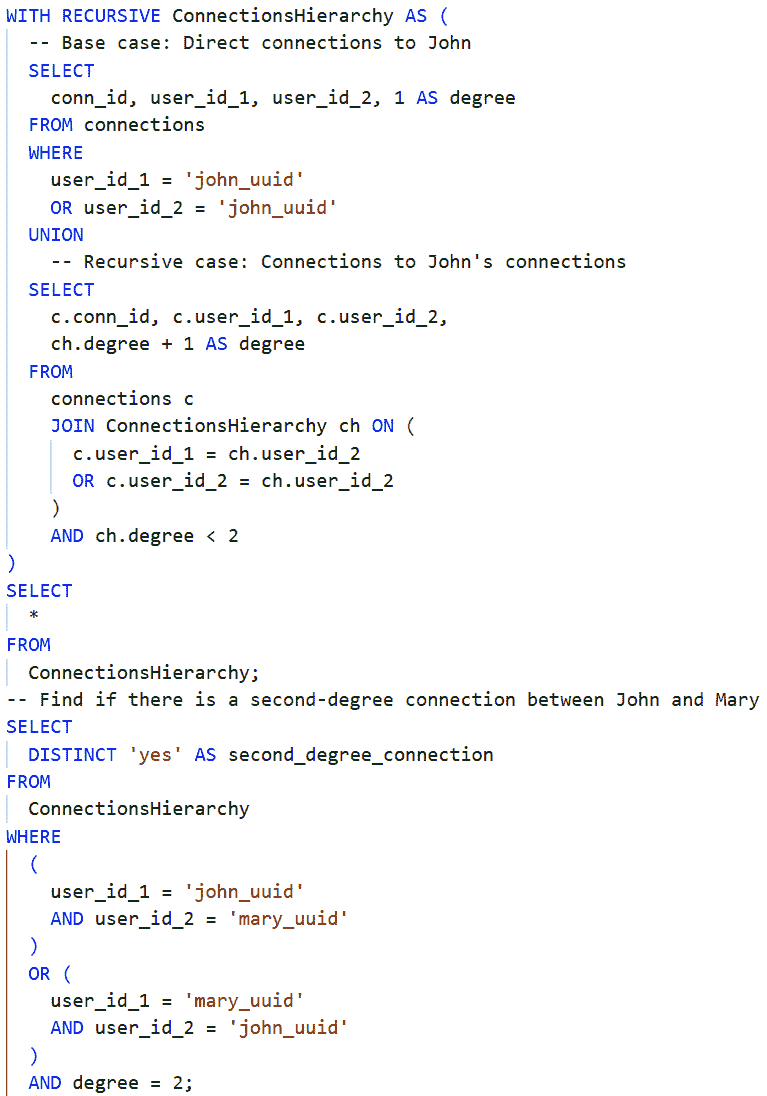 WITH RECURSIVE ConnectionsHierarchy AS (
-- Base case: Direct connections to John
SELECT
conn_id, user_id_1, user_id_2, 1 AS degree
FROM connections
WHERE
user_id_1 = 'john_uuid'
OR user_id_2 = 'john_uuid'
UNION
-- Recursive case: Connections to John's connections
SELECT
c.conn_id, c.user_id_1, c.user_id_2,
ch.degree + 1 AS degree
FROM
connections c
JOIN ConnectionsHierarchy ch ON (
c.user_id_1 = ch.user_id_2
OR c.user_id_2 = ch.user_id_2
)
AND ch.degree < 2
)
SELECT
*
FROM
ConnectionsHierarchy;
-- Find if there is a second-degree connection between John and Mary
SELECT
DISTINCT 'yes' AS second_degree_connection
FROM
ConnectionsHierarchy
WHERE
(
user_id_1 = 'john_uuid'
AND user_id_2 = 'mary_uuid'
)
OR (
user_id_1 = 'mary_uuid'
AND user_id_2 = 'john_uuid'
)
AND degree = 2;